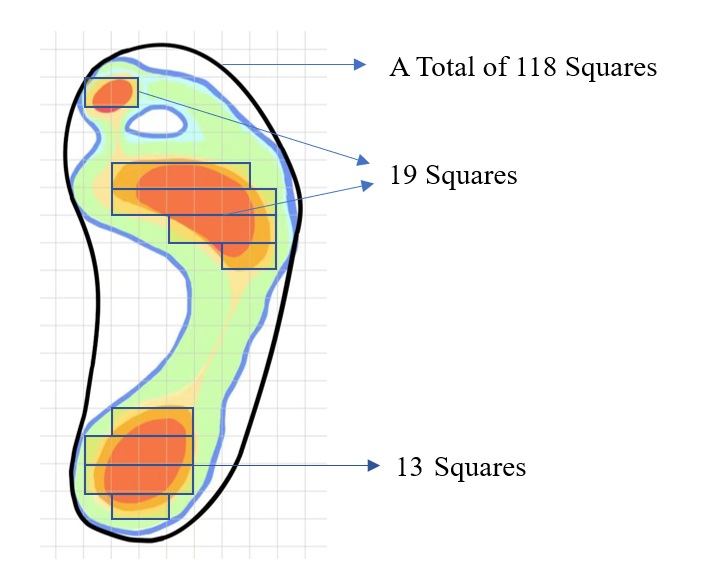 A Total of 118 Squares
19 Squares
13 Squares